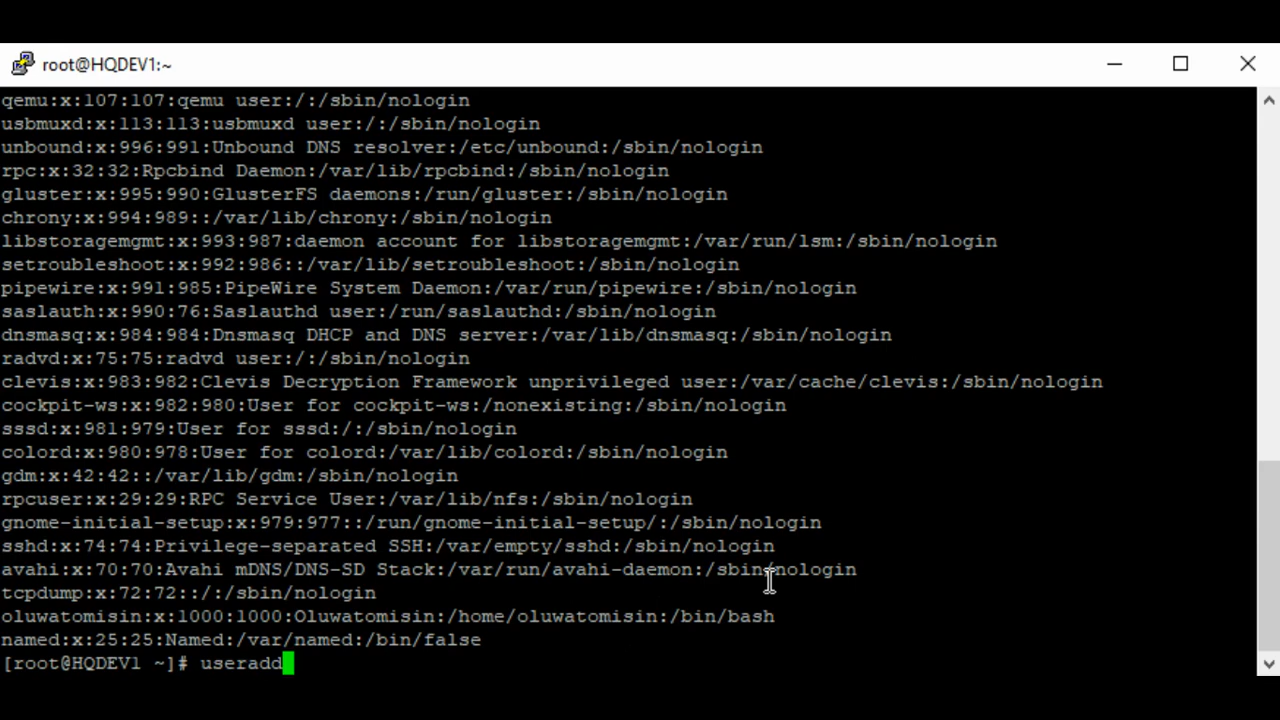 root@HQDEV1:~
qemu:x:107:107:qemu user:/:/sbin/nologin
usbmuxd:x:113:113:usbmuxd user:/:/sbin/nologin
unbound:x:996:991:Unbound DNS resolver:/etc/unbound:/sbin/nologin
rpc:x:32:32:Rpcbind Daemon:/var/lib/rpcbind:/sbin/nologin
gluster:x:995:990:GlusterFS daemons:/run/gluster:/sbin/nologin
chrony:x:994:989::/var/lib/chrony:/sbin/nologin
libstoragemgmt:x:993:987:daemon account for libstoragemgmt:/var/run/lsm:/sbin/nologin
setroubleshoot:x:992:986::/var/lib/setroubleshoot:/sbin/nologin
pipewire:x:991:985:PipeWire System Daemon:/var/run/pipewire:/sbin/nologin
saslauth:x:990:76:Saslauthd user:/run/saslauthd:/sbin/nologin
dnsmasq:x:984:984:Dnsmasq DHCP and DNS server:/var/lib/dnsmasq:/sbin/nologin
radvd:x:75:75:radvd user:/:/sbin/nologin
clevis:x:983:982:Clevis Decryption Framework unprivileged user:/var/cache/clevis:/sbin/nologin
cockpit-ws:x:982:980:User for cockpit-ws:/nonexisting:/sbin/nologin
sssd:x:981:979:User for sssd:/:/sbin/nologin
colord:x:980:978:User for colord:/var/lib/colord:/sbin/nologin
gdm:x:42:42::/var/lib/gdm:/sbin/nologin
rpcuser:x:29:29:RPC Service User:/var/lib/nfs:/sbin/nologin
gnome-initial-setup:x:979:977::/run/gnome-initial-setup/:/sbin/nologin
sshd:x:74:74:Privilege-separated SSH:/var/empty/sshd:/sbin/nologin
avahi:x:70:70:Avahi mDNS/DNS-SD Stack:/var/run/avahi-daemon:/sbin/nologin
tcpdump:x:72:72::/:/sbin/nologin
oluwatomisin:x:1000:1000:Oluwatomisin:/home/oluwatomisin:/bin/bash
named:x:25:25:Named:/var/named:/bin/false
[root@HQDEV1 ~]# useradd